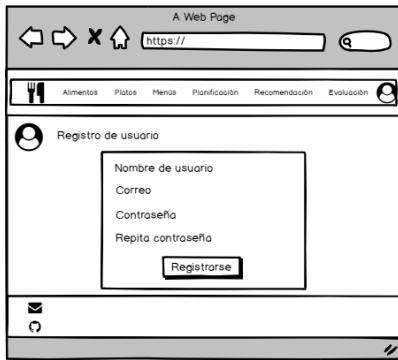 A Web Page
https://
Alimentos Platos Menús Planificación Recomendación Evaluación
Registro de usuario
Nombre de usuario
Correo
Contraseña
Repita contraseña
Registrarse